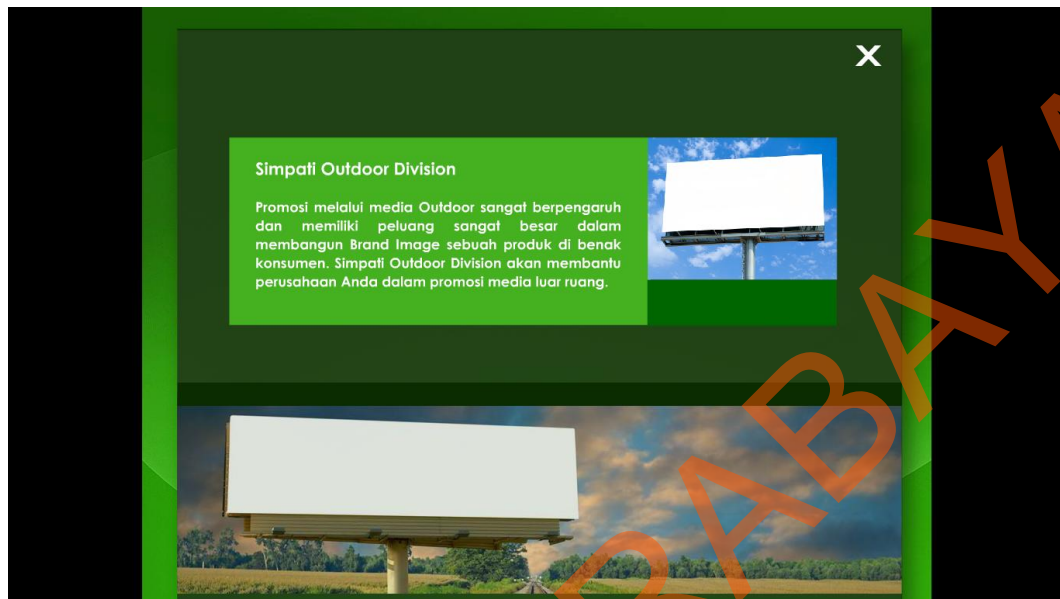 X
Simpati Outdoor Division
Promosi melalui media Outdoor sangat berpengaruh
dan memiliki peluang sangat besar dalam
membangun Brand Image sebuah produk di benak
konsumen. Simpati Outdoor Division akan membantu
perusahaan Anda dalam promosi media luar ruang.
RABAYA